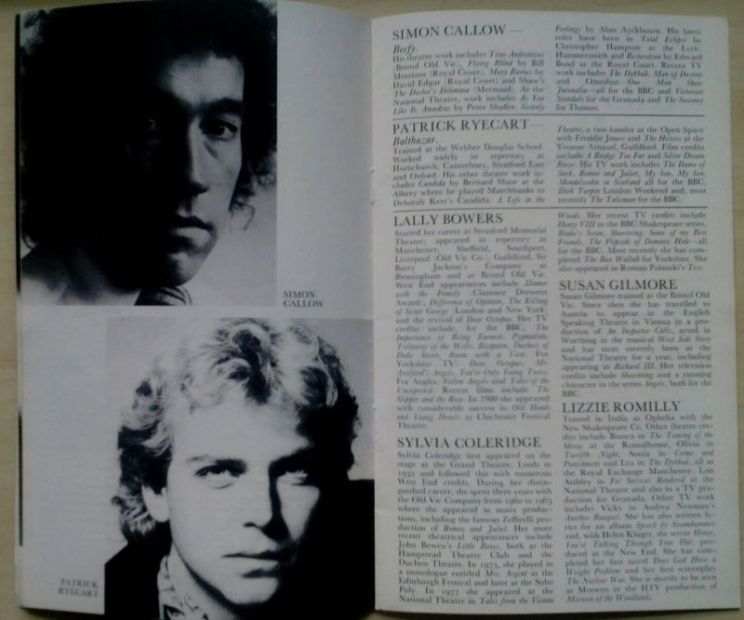 SIMON
CALLOW
PATRICK
RYECART
SIMON CALLOW—
Beefy.
His theatre work includes Titus Andronicus
(Bristol Old Vic), Flying Blind by Bill
Morrison (Royal Court), Mary Barnes by
David Edgar (Royal Court) and Shaw's
The Doctor's Dilemma (Mermaid). At the
National Theatre, work includes As You
Like It, Amadeus by Peter Shaffer, Sisterly
Feelings by Alan Ayckbourn. His latest
roles have been in Total Eclipse by
Christopher Hampton at the Lyric,
Hammersmith and Restoration by Edward
Bond at the Royal Court. Recent TV
work includes The Dybbuk, Man of Destiny
and Omnibus One Man Show
Juvenalia—all for the BBC and Victorian
Scandals for the Granada and The Sweeney
for Thames.
PATRICK RYECART—
Balthazar.
Trained at the Webber Douglas School.
Worked widely in repertory at
Hornchurch, Canterbury, Stratford East
and Oxford. His other theatre work in-
cludes Candida by Bernard Shaw at the
Albery where he played Marchbanks to
Deborah Kerr's Candida. A Life in the
Theatre, a two hander at the Open Space
with Freddie Jones and The Heiress at the
Yvonne Arnaud, Guildford. Film credits
include A Bridge Too Far and Silver Dream
Racer. His TV work includes The Dame of
Sark, Romeo and Juliet, My Son, My Son,
Mendelssohn in Scotland all for the BBC,
Dick Turpin London Weekend and, most
recently The Talisman for the BBC.
LALLY BOWERS
Started her career at Stratford Memorial
Theatre; appeared in repertory at
Manchester, Sheffield, Southport,
Liverpool (Old Vic Co.), Guildford, Sir
Barry Jackson's Company at
Birmingham and at Bristol Old Vic.
West End appearances include Dinner
with the Family (Clarence Derwent
Award), Difference of Opinion, The Killing
of Sister George (London and New York)
and the revival of Dear Octopus. Her TV
credits include, for the BBC, The
Importance of Being Earnest, Pygmalion,
Trelawny of the Wells, Rasputin, Duchess of
Duke Street, Room with a View. For
Yorkshire TV: Dear Octopus, Mr.
Axelford's Angels, You're Only Young Twice.
For Anglia: Fallen Angels and Tales of the
Unexpected. Recent films include The
Slipper and the Rose. In 1980 she appeared
with considerable success in Old Heads
and Young Hearts at Chichester Festival
Theatre.
SYLVIA COLERIDGE
Sylvia Coleridge first appeared on the
stage at the Grand Theatre, Leeds in
1932 and followed this with numerous
West End credits. During her distin-
guished career, she spent three years with
the Old Vic Company from 1960 to 1963
where she appeared in many produc-
tions, including the famous Zeffirelli produc-
tion of Romeo and Juliet. Her more
recent theatrical appearances include
John Bowen's Little Boxes, both at the
Hampstead Theatre Club and the
Duchess Theatre. In 1973, she played in
a monologue entitled Mrs. Argent at the
Edinburgh Festival and later at the Soho
Poly. In 1977 she appeared at the
National Theatre in Tales from the Vienna
Woods. Her recent TV credits include
Henry VIII in the BBC Shakespeare series,
Blake's Seven, Shoestring, Some of my Best
Friends, The Flipside of Dominic Hide—all
for the BBC. Most recently she has com-
pleted The Box Wallah for Yorkshire. She
also appeared in Roman Polanski's Tess.
SUSAN GILMORE
Susan Gilmore trained at the Bristol Old
Vic. Since then she has travelled to
Austria to appear in the English
Speaking Theatre in Vienna in a pro-
duction of An Inspector Calls, acted in
Worthing in the musical West Side Story
and has most recently been at the
National Theatre for a year, including
appearing in Richard III. Her television
credits include Shoestring and a running
character in the series Angels, both for the
BBC.
LIZZIE ROMILLY
Toured in India as Ophelia with the
New Shakespeare Co. Other theatre cre-
dits include Bianca in The Taming of the
Shrew at the Roundhouse, Olivia in
Twelfth Night, Sonia in Crime and
Punishment and Lea in The Dybbuk, all at
the Royal Exchange Manchester, Lois
Ardsley in For Services Rendered at the
National Theatre and also in a TV pro-
duction for Granada. Other TV work
includes Vicky in Andrea Newman's
Another Bouquet. She has also written ly-
rics for an album Speech by Steamhammer
and, with Helen Kluger, she wrote Honey,
You're Talking Through Your Hat, pro-
duced at the New End. She has com-
pleted her first novel Does God Have a
Weight Problem and her first screenplay
The Nuclear War. She is shortly to be seen
as Morwen in the HTV production of
Morwen of the Woodlands.